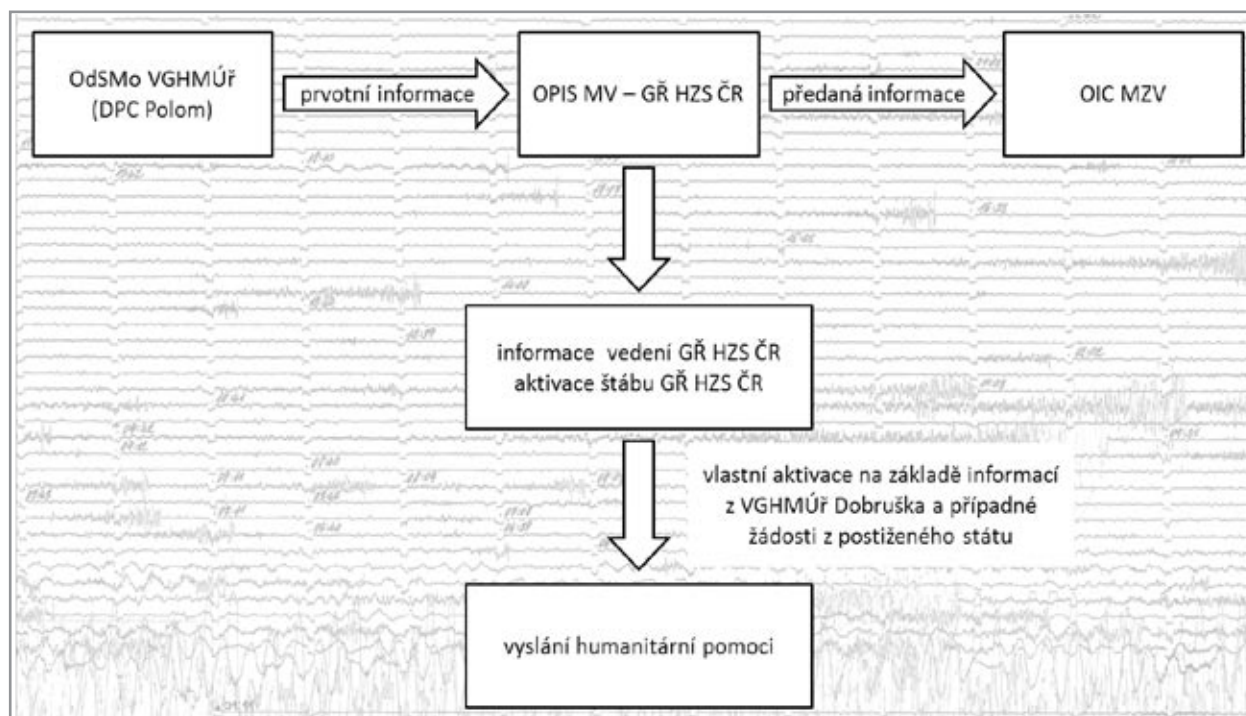 OdSMo VGHMÚř
(DPC Polom)
prvotní informace
OPIS MV – GŘ HZS ČR
předaná informace
OIC MZV
informace vedení GŘ HZS ČR
aktivace štábu GŘ HZS ČR
vlastní aktivace na základě informací
z VGHMÚř Dobruška a případné
žádosti z postiženého státu
vyslání humanitární pomoci